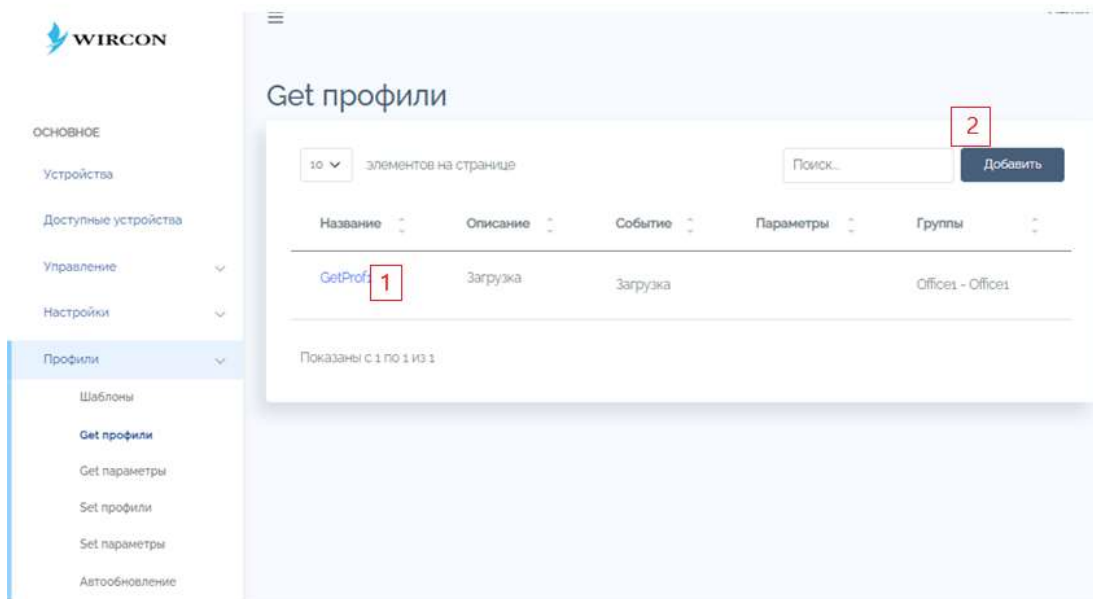 WIRCON
Get профили
ОСНОВНОЕ
Устройства
Доступные устройства
Управление
Настройки
Профили
Шаблоны
Get профили
Get параметры
Set профили
Set параметры
Автообновление
2
10 элементов на странице
Поиск...
Добавить
Название Описание Событие Параметры Группы
GetProf1 1 Загрузка Загрузка Office1 - Office1
Показаны с 1 по 1 из 1